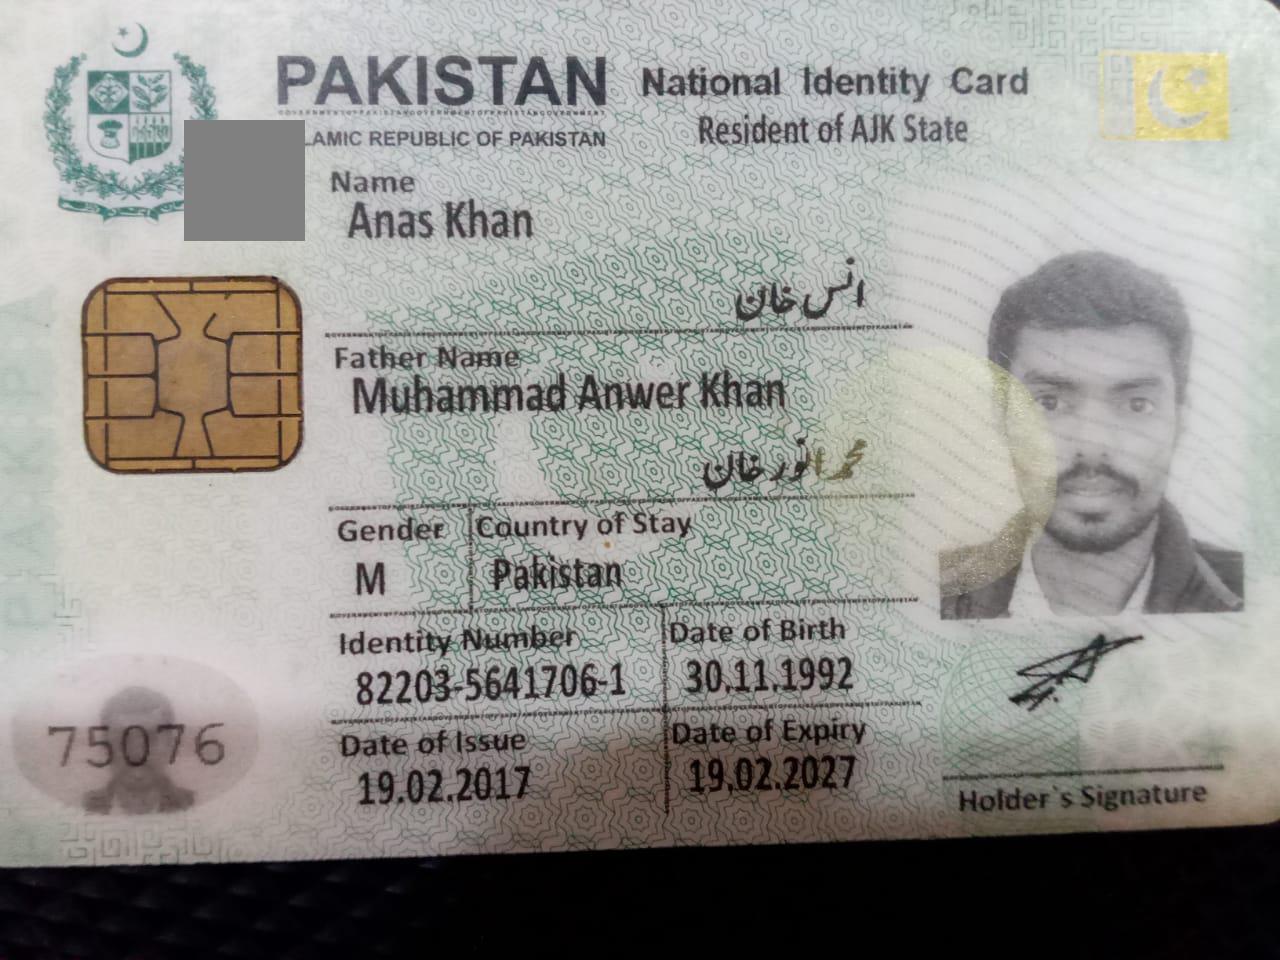 PAKISTAN National Identity Card
LAMIC REPUBLIC OF PAKISTAN Resident of AJK State
Name
Anas Khan
انس خان
Father Name
Muhammad Anwer Khan
محمد انور خان
Gender Country of Stay
M Pakistan
Identity Number Date of Birth
82203-5641706-1 30.11.1992
Date of Issue Date of Expiry
19.02.2017 19.02.2027
75076
Holder`s Signature